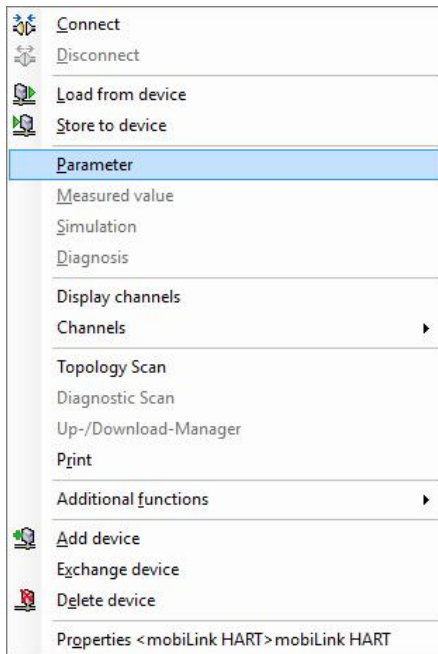 Connect
Disconnect
Load from device
Store to device
Parameter
Measured value
Simulation
Diagnosis
Display channels
Channels
Topology Scan
Diagnostic Scan
Up-/Download-Manager
Print
Additional functions
Add device
Exchange device
Delete device
Properties <mobiLink HART>mobiLink HART